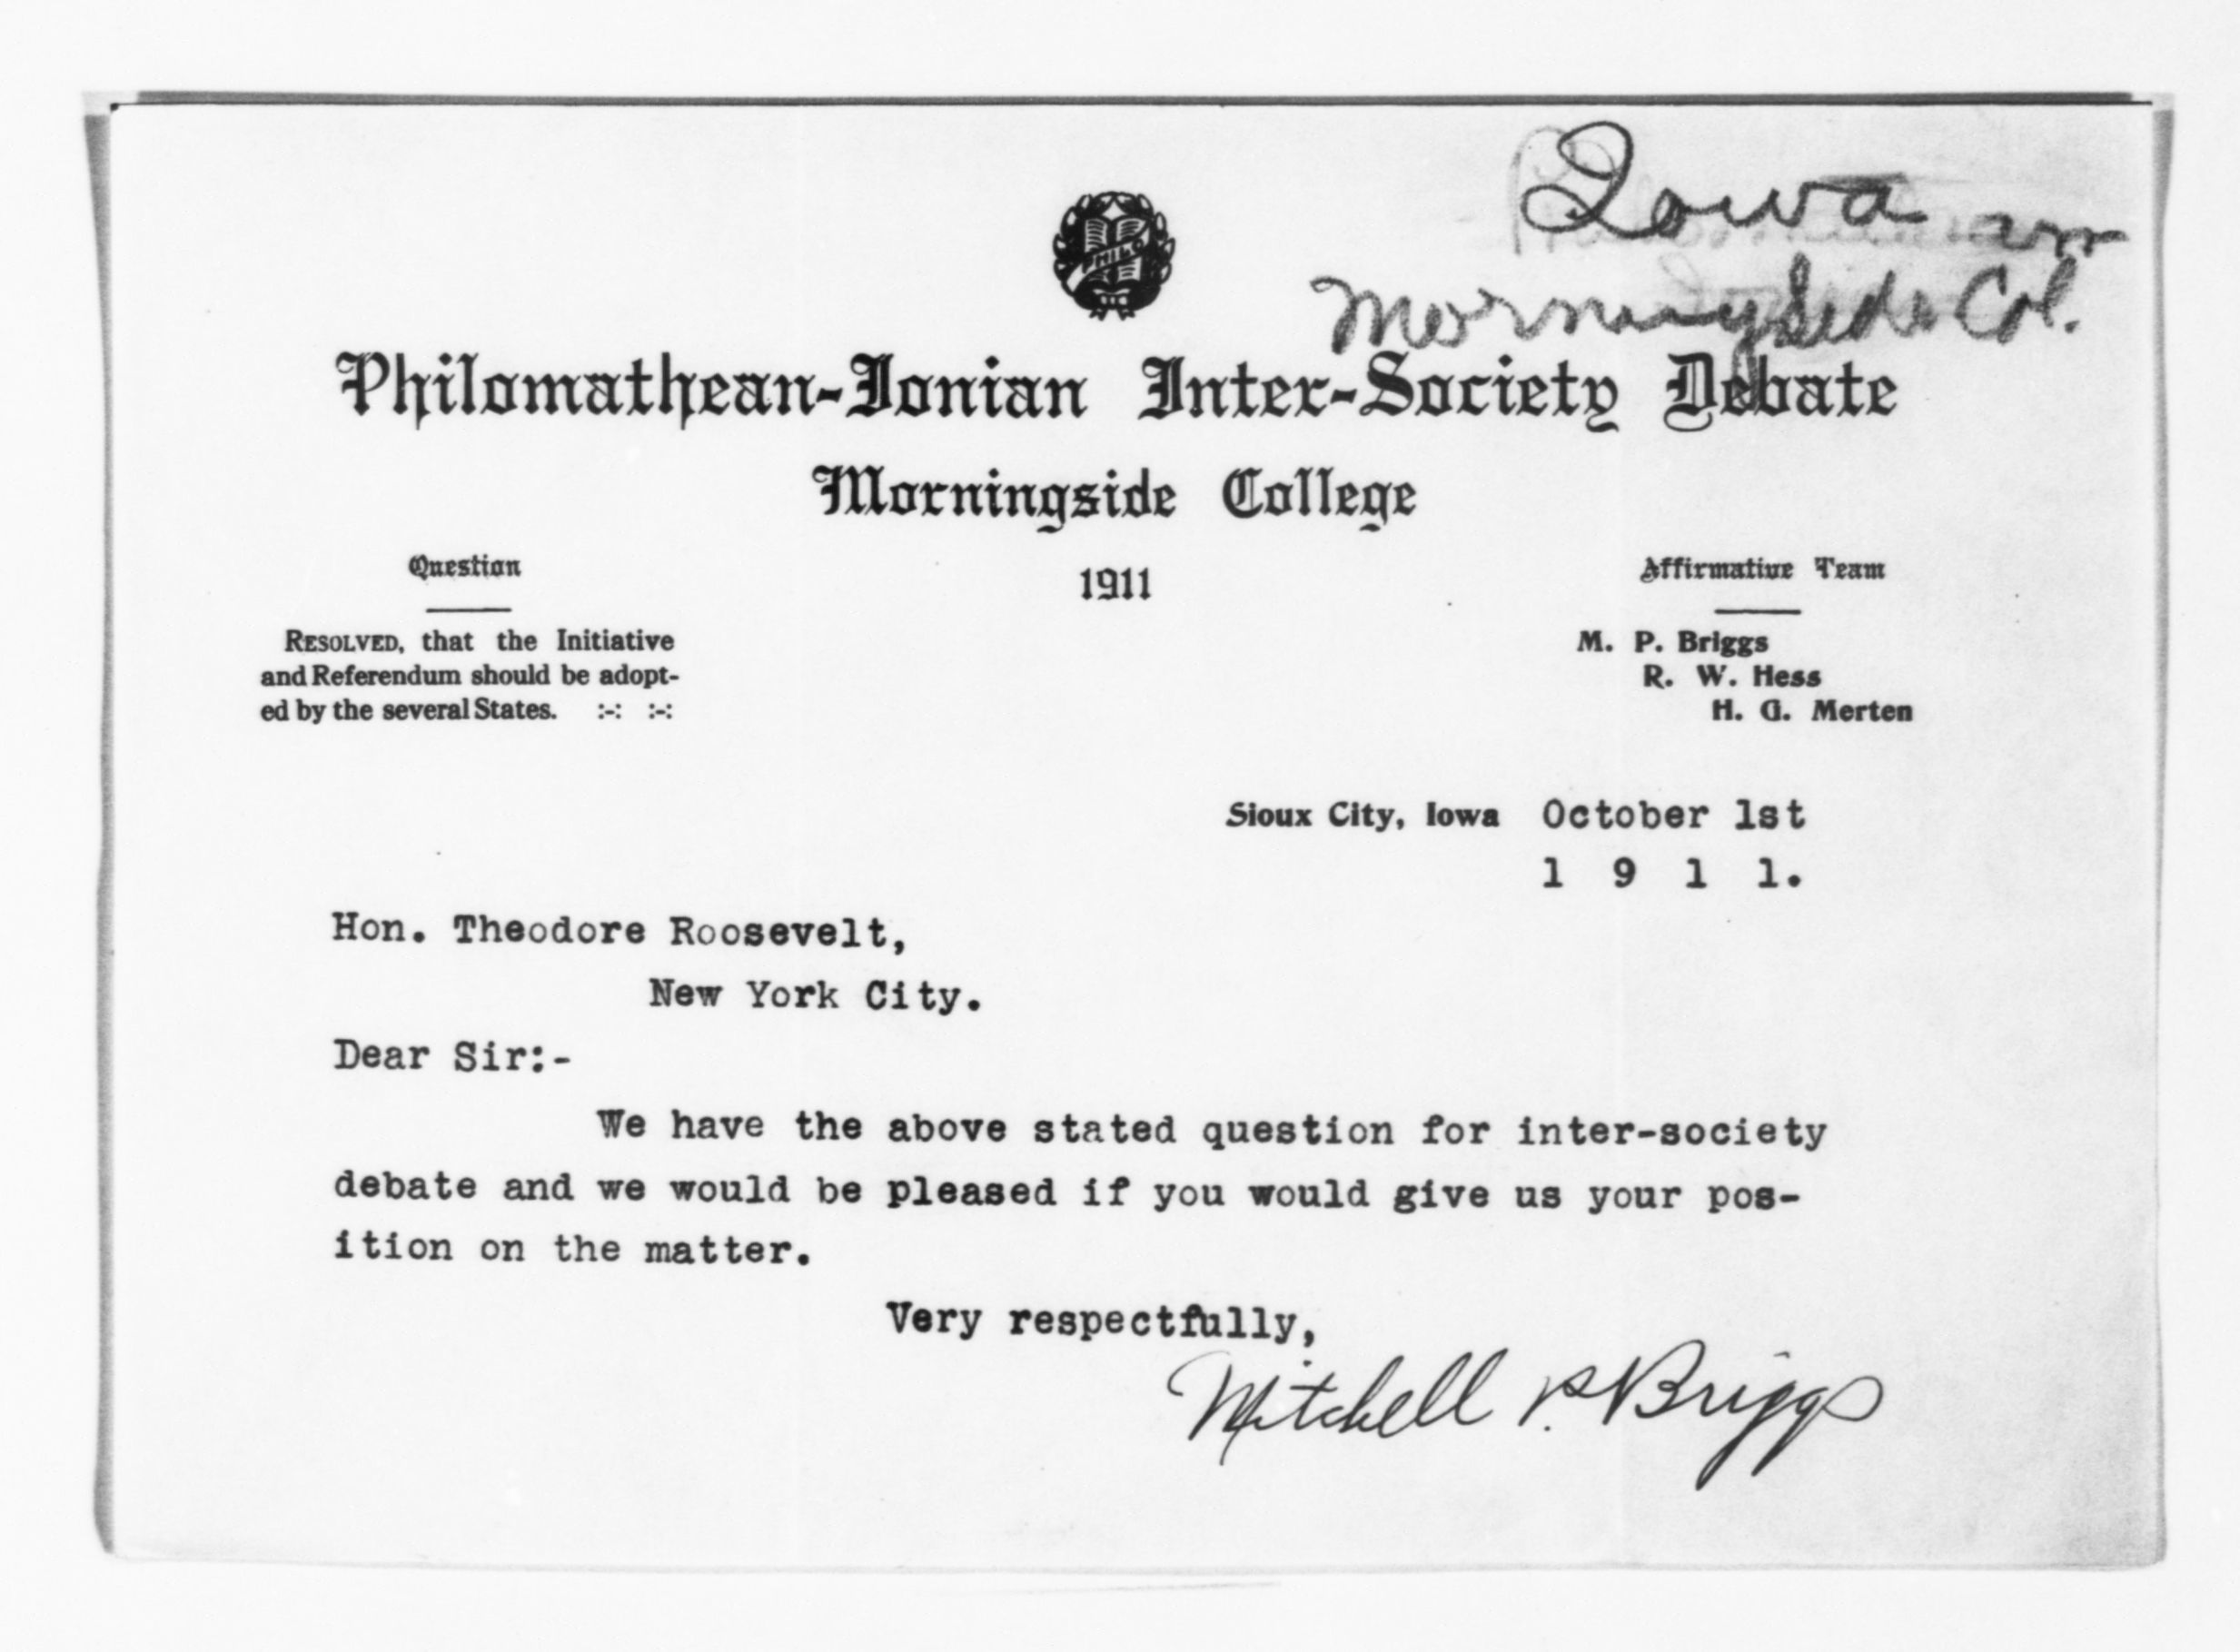 Iowa
Morningside Col.
PHILO
Philomathean-Ionian Inter-Society Debate
Morningside College
1911
Question
RESOLVED, that the Initiative
and Referendum should be adopt-
ed by the several States. :-: :-:
Affirmative Team
M. P. Briggs
R. W. Hess
H. G. Merten
Sioux City, Iowa October 1st
1 9 1 1.
Hon. Theodore Roosevelt,
New York City.
Dear Sir:-
We have the above stated question for inter-society
debate and we would be pleased if you would give us your pos-
ition on the matter.
Very respectfully,
Mitchell P. Briggs